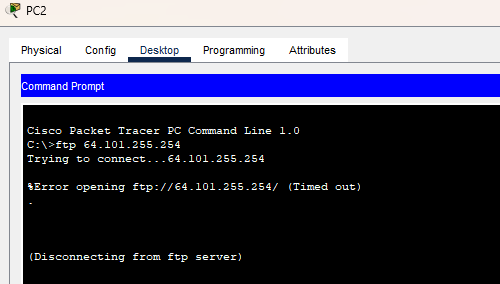 PC2
Physical Config Desktop Programming Attributes
Command Prompt
Cisco Packet Tracer PC Command Line 1.0
C:\>ftp 64.101.255.254
Trying to connect...64.101.255.254
%Error opening ftp://64.101.255.254/ (Timed out)
.
(Disconnecting from ftp server)